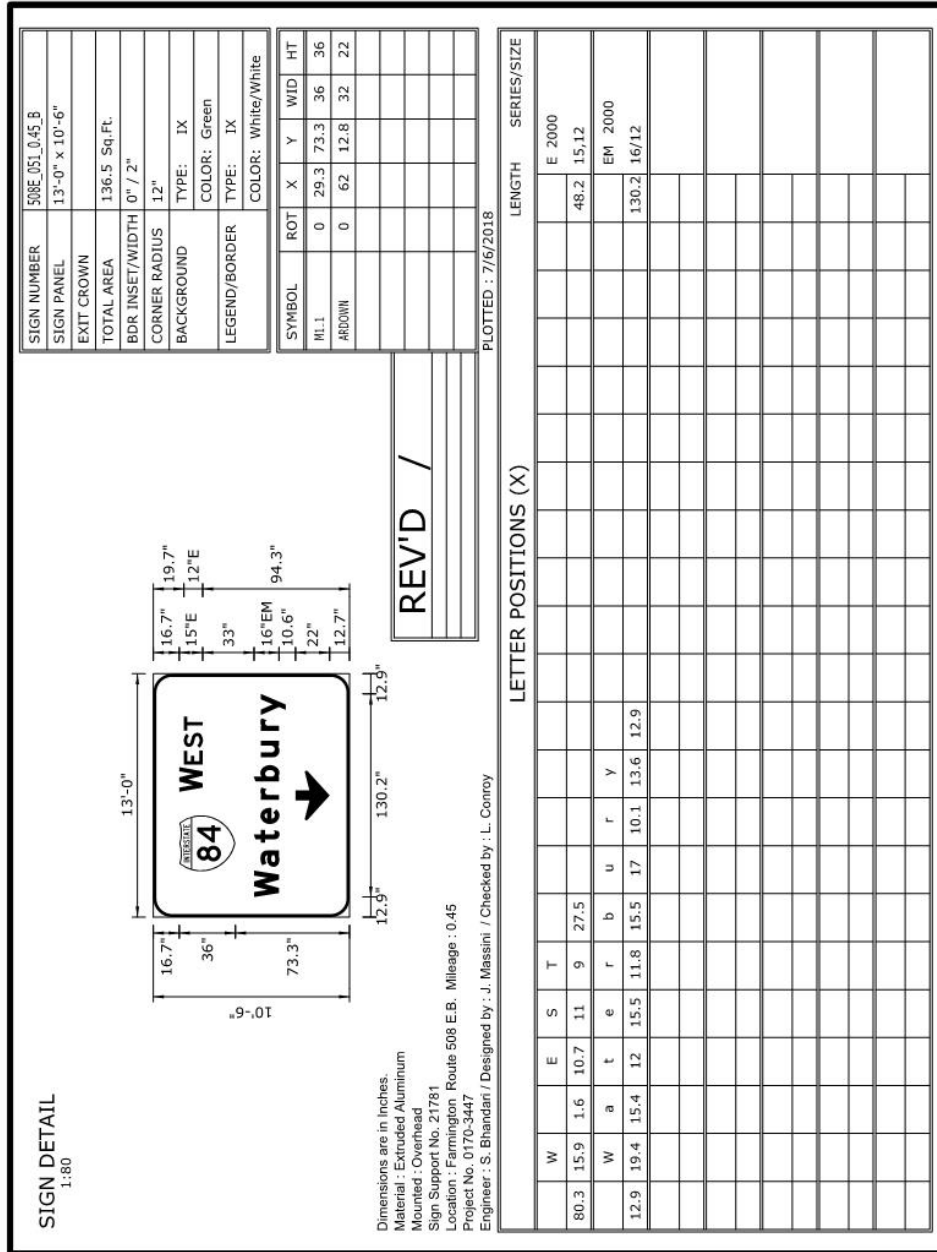 SIGN DETAIL
1:80
13'-0"
10'-6"
16.7"
36"
73.3"
INTERSTATE
84 WEST
Waterbury
16.7"
15"E
33"
16"EM
10.6"
22"
12.7"
19.7"
12"E
94.3"
12.9" 130.2" 12.9"
SIGN NUMBER 508E_051_0.45_B
SIGN PANEL 13'-0" x 10'-6"
EXIT CROWN
TOTAL AREA 136.5 Sq.Ft.
BDR INSET/WIDTH 0" / 2"
CORNER RADIUS 12"
BACKGROUND TYPE: IX
COLOR: Green
LEGEND/BORDER TYPE: IX
COLOR: White/White
SYMBOL ROT X Y WID HT
M1.1 0 29.3 73.3 36 36
ARDOWN 0 62 12.8 32 22
Dimensions are in Inches.
Material : Extruded Aluminum
Mounted : Overhead
Sign Support No. 21781
Location : Farmington Route 508 E.B. Mileage : 0.45
Project No. 0170-3447
Engineer : S. Bhandari / Designed by : J. Massini / Checked by : L. Conroy
REV'D /
PLOTTED : 7/6/2018
LETTER POSITIONS (X) LENGTH SERIES/SIZE
W E S T E 2000
80.3 15.9 1.6 10.7 11 9 27.5 48.2 15,12
W a t e r b u r y EM 2000
12.9 19.4 15.4 12 15.5 11.8 15.5 17 10.1 13.6 12.9 130.2 16/12